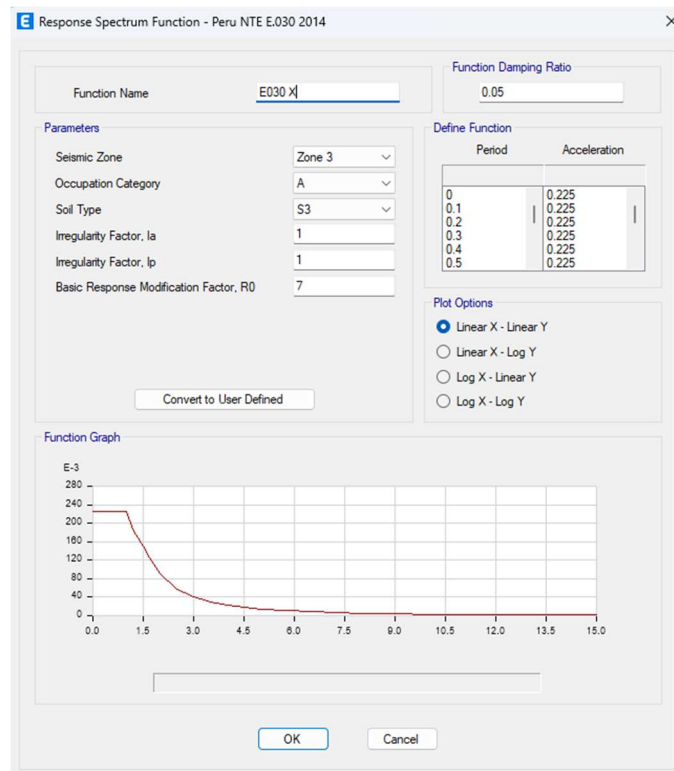 E Response Spectrum Function - Peru NTE E.030 2014
Function Name
E030 X
Function Damping Ratio
0.05
Parameters
Seismic Zone
Zone 3
Occupation Category
A
Soil Type
S3
Irregularity Factor, Ia
1
Irregularity Factor, Ip
1
Basic Response Modification Factor, R0
7
Convert to User Defined
Define Function
Period Acceleration
0 0.225
0.1 0.225
0.2 0.225
0.3 0.225
0.4 0.225
0.5 0.225
Plot Options
Linear X - Linear Y
Linear X - Log Y
Log X - Linear Y
Log X - Log Y
Function Graph
E-3
280
240
200
160
120
80
40
0
0.0 1.5 3.0 4.5 6.0 7.5 9.0 10.5 12.0 13.5 15.0
OK Cancel